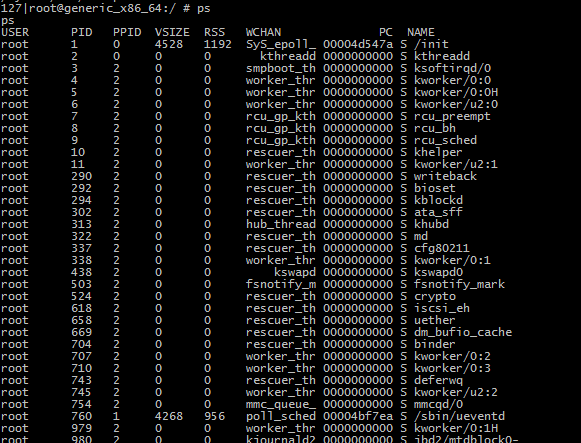 127|root@generic_x86_64:/ # ps
ps
USER PID PPID VSIZE RSS WCHAN PC NAME
root 1 0 4528 1192 SyS_epoll_ 00004d547a S /init
root 2 0 0 0 kthreadd 0000000000 S kthreadd
root 3 2 0 0 smpboot_th 0000000000 S ksoftirqd/0
root 4 2 0 0 worker_thr 0000000000 S kworker/0:0
root 5 2 0 0 worker_thr 0000000000 S kworker/0:0H
root 6 2 0 0 worker_thr 0000000000 S kworker/u2:0
root 7 2 0 0 rcu_gp_kth 0000000000 S rcu_preempt
root 8 2 0 0 rcu_gp_kth 0000000000 S rcu_bh
root 9 2 0 0 rcu_gp_kth 0000000000 S rcu_sched
root 10 2 0 0 rescuer_th 0000000000 S khelper
root 11 2 0 0 worker_thr 0000000000 S kworker/u2:1
root 290 2 0 0 rescuer_th 0000000000 S writeback
root 292 2 0 0 rescuer_th 0000000000 S bioset
root 294 2 0 0 rescuer_th 0000000000 S kblockd
root 302 2 0 0 rescuer_th 0000000000 S ata_sff
root 313 2 0 0 hub_thread 0000000000 S khubd
root 322 2 0 0 rescuer_th 0000000000 S md
root 337 2 0 0 rescuer_th 0000000000 S cfg80211
root 338 2 0 0 worker_thr 0000000000 S kworker/0:1
root 438 2 0 0 kswapd 0000000000 S kswapd0
root 503 2 0 0 fsnotify_m 0000000000 S fsnotify_mark
root 524 2 0 0 rescuer_th 0000000000 S crypto
root 618 2 0 0 rescuer_th 0000000000 S iscsi_eh
root 658 2 0 0 rescuer_th 0000000000 S uether
root 669 2 0 0 rescuer_th 0000000000 S dm_bufio_cache
root 704 2 0 0 rescuer_th 0000000000 S binder
root 707 2 0 0 worker_thr 0000000000 S kworker/0:2
root 710 2 0 0 worker_thr 0000000000 S kworker/0:3
root 743 2 0 0 rescuer_th 0000000000 S deferwq
root 745 2 0 0 worker_thr 0000000000 S kworker/u2:2
root 754 2 0 0 mmc_queue_ 0000000000 S mmcqd/0
root 760 1 4268 956 poll_sched 00004bf7ea S /sbin/ueventd
root 979 2 0 0 worker_thr 0000000000 S kworker/0:1H
root 980 2 0 0 kjournald2 0000000000 S jbd2/mtdblock0-